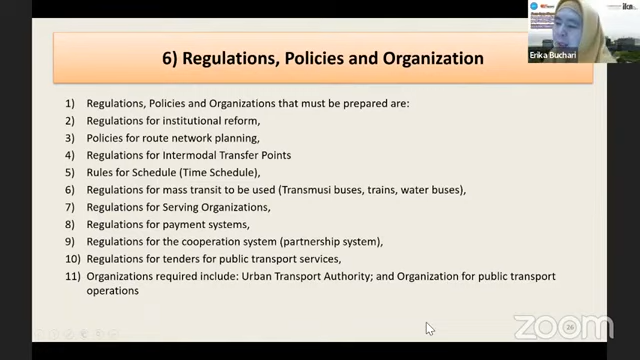 6) Regulations, Policies and Organization
Erika Buchari
1) Regulations, Policies and Organizations that must be prepared are:
2) Regulations for institutional reform,
3) Policies for route network planning,
4) Regulations for Intermodal Transfer Points
5) Rules for Schedule (Time Schedule),
6) Regulations for mass transit to be used (Transmusi buses, trains, water buses),
7) Regulations for Serving Organizations,
8) Regulations for payment systems,
9) Regulations for the cooperation system (partnership system),
10) Regulations for tenders for public transport services,
11) Organizations required include: Urban Transport Authority; and Organization for public transport
operations
zoom
26